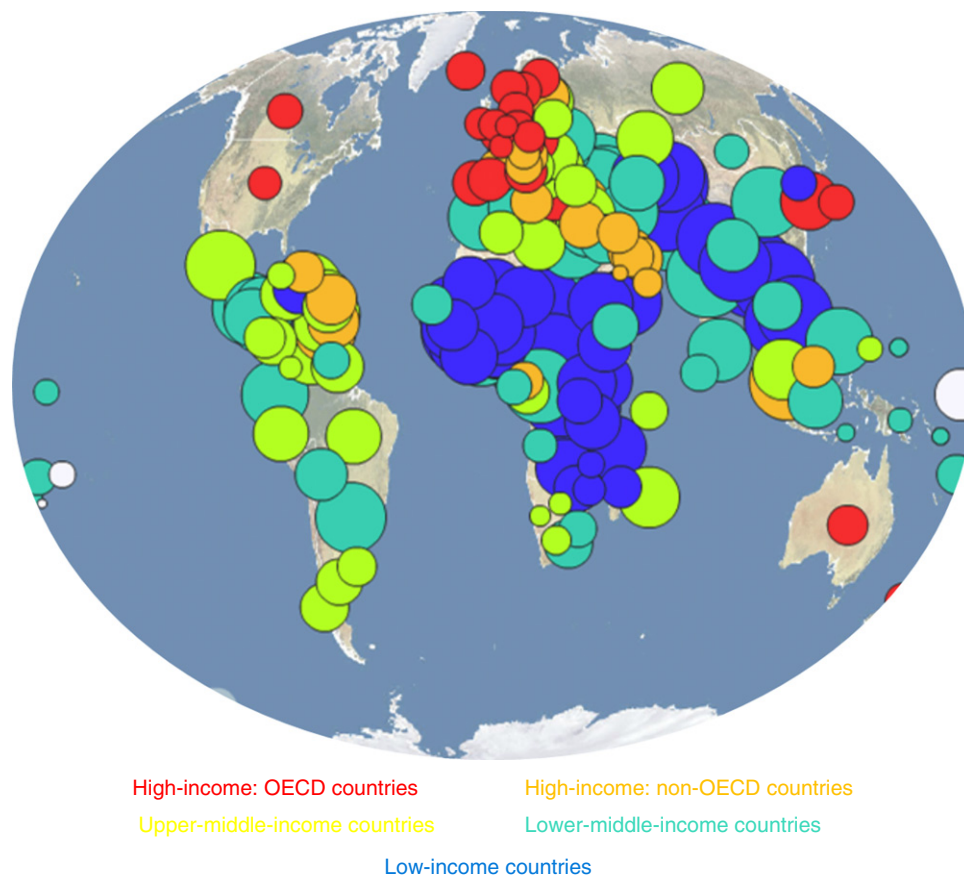 High-income: OECD countries
High-income: non-OECD countries
Upper-middle-income countries
Lower-middle-income countries
Low-income countries